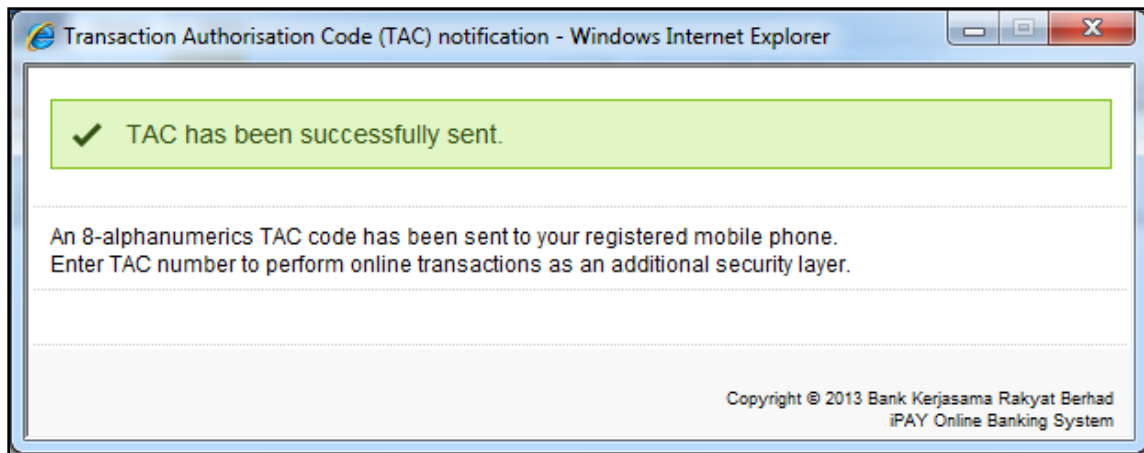 Transaction Authorisation Code (TAC) notification - Windows Internet Explorer
TAC has been successfully sent.
An 8-alphanumerics TAC code has been sent to your registered mobile phone.
Enter TAC number to perform online transactions as an additional security layer.
Copyright © 2013 Bank Kerjasama Rakyat Berhad
iPAY Online Banking System